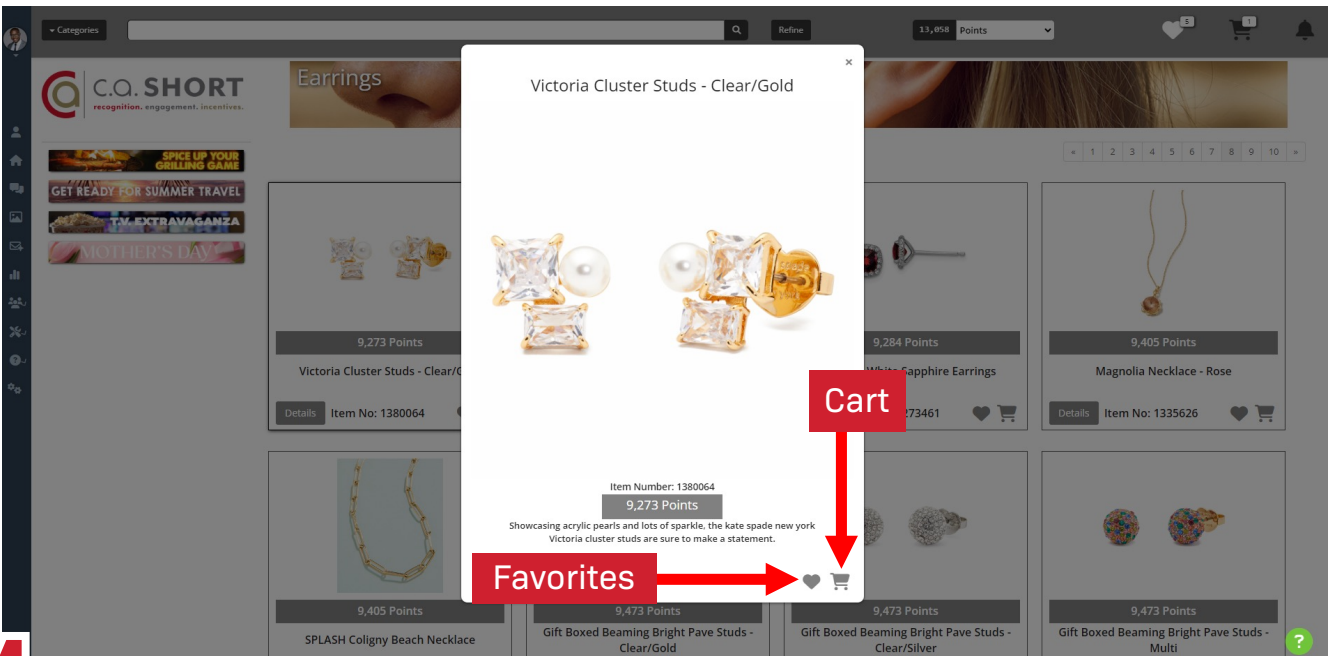 Categories
Refine
13,058 Points
5
1
c.a. SHORT
recognition. engagement. incentives.
Earrings
SPICE UP YOUR
GRILLING GAME
GET READY FOR SUMMER TRAVEL
T.V. EXTRAVAGANZA
MOTHER'S DAY
« 1 2 3 4 5 6 7 8 9 10 »
×
Victoria Cluster Studs - Clear/Gold
Item Number: 1380064
9,273 Points
Showcasing acrylic pearls and lots of sparkle, the kate spade new york
Victoria cluster studs are sure to make a statement.
Cart
Favorites
9,273 Points
Victoria Cluster Studs - Clear/G
Details Item No: 1380064
9,284 Points
White Sapphire Earrings
273461
9,405 Points
Magnolia Necklace - Rose
Details Item No: 1335626
9,405 Points
SPLASH Coligny Beach Necklace
9,473 Points
Gift Boxed Beaming Bright Pave Studs -
Clear/Gold
9,473 Points
Gift Boxed Beaming Bright Pave Studs -
Clear/Silver
9,473 Points
Gift Boxed Beaming Bright Pave Studs -
Multi
?